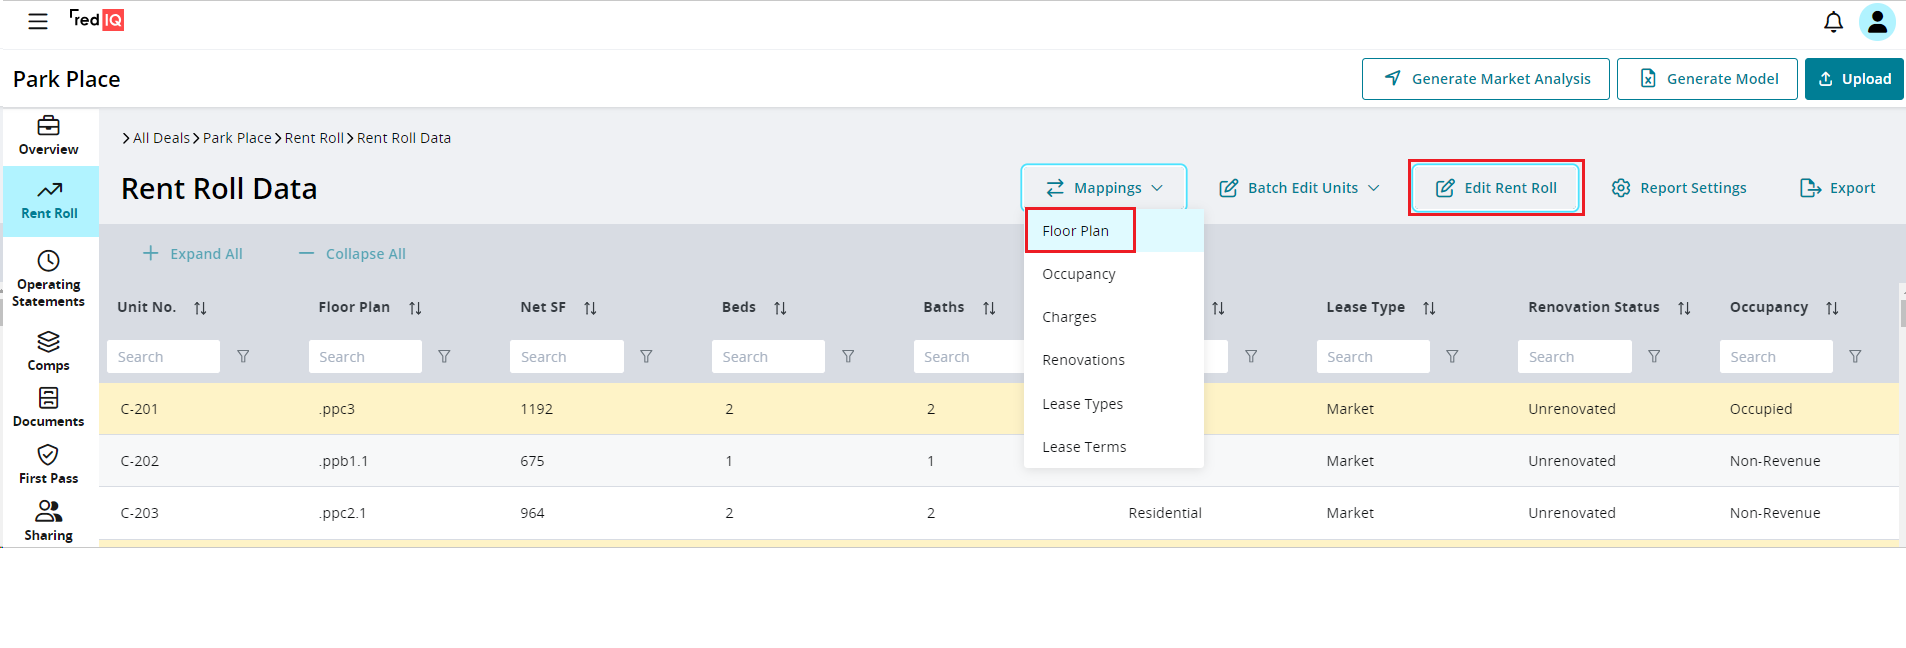 red IQ
Park Place
Generate Market Analysis
Generate Model
Upload
Overview
Rent Roll
Operating
Statements
Comps
Documents
First Pass
Sharing
All Deals Park Place Rent Roll Rent Roll Data
Rent Roll Data
Mappings
Batch Edit Units
Edit Rent Roll
Report Settings
Export
Floor Plan
Occupancy
Charges
Renovations
Lease Types
Lease Terms
Expand All
Collapse All
Unit No. Floor Plan Net SF Beds Baths Lease Type Renovation Status Occupancy
Search Search Search Search Search Search Search Search
C-201 .ppc3 1192 2 2 Market Unrenovated Occupied
C-202 .ppb1.1 675 1 1 Market Unrenovated Non-Revenue
C-203 .ppc2.1 964 2 2 Residential Market Unrenovated Non-Revenue